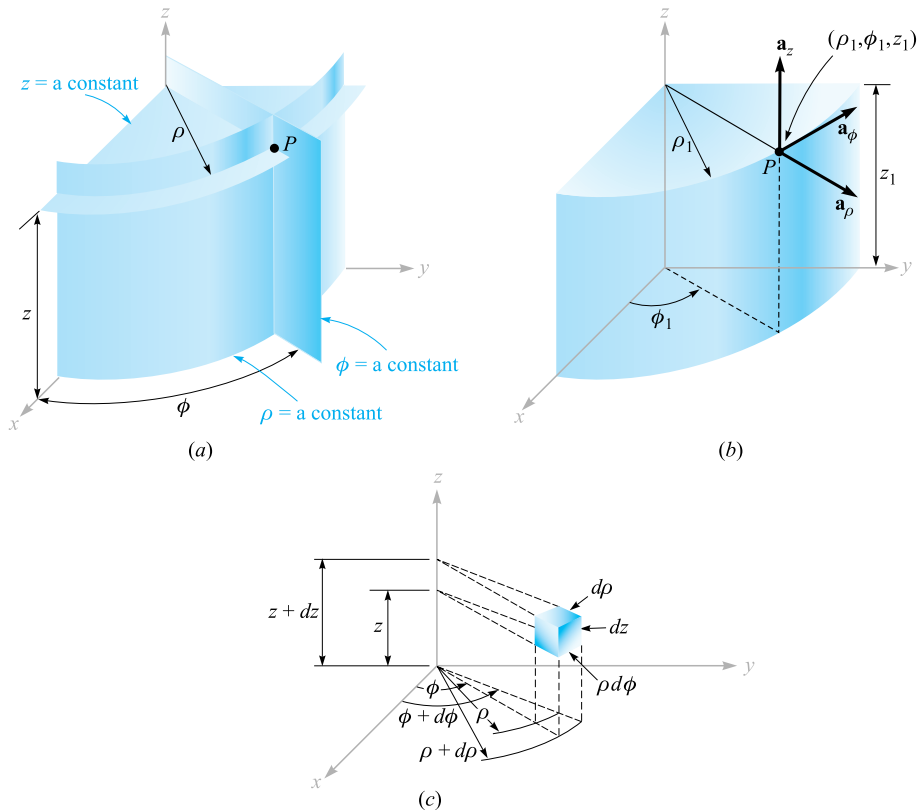 z
z = a constant
ρ
P
y
z
ϕ = a constant
x
ϕ
ρ = a constant
(a)
z
a_z
(ρ₁, ϕ₁, z₁)
ρ₁
a_ϕ
P
z₁
a_ρ
y
ϕ₁
x
(b)
z
dρ
z + dz
z
dz
y
ρ dϕ
ϕ
ϕ + dϕ
ρ
ρ + dρ
x
(c)